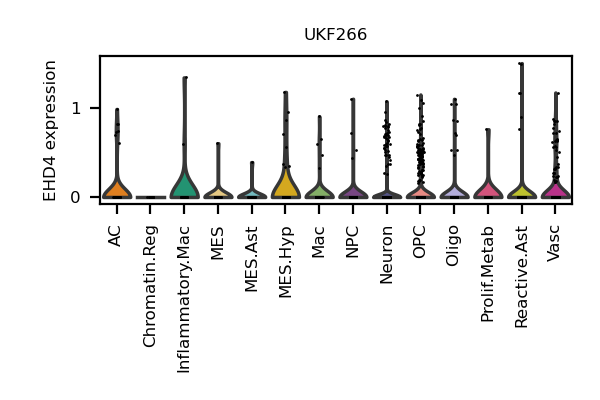 UKF266
EHD4 expression
1
0
AC
Chromatin.Reg
Inflammatory.Mac
MES
MES.Ast
MES.Hyp
Mac
NPC
Neuron
OPC
Oligo
Prolif.Metab
Reactive.Ast
Vasc